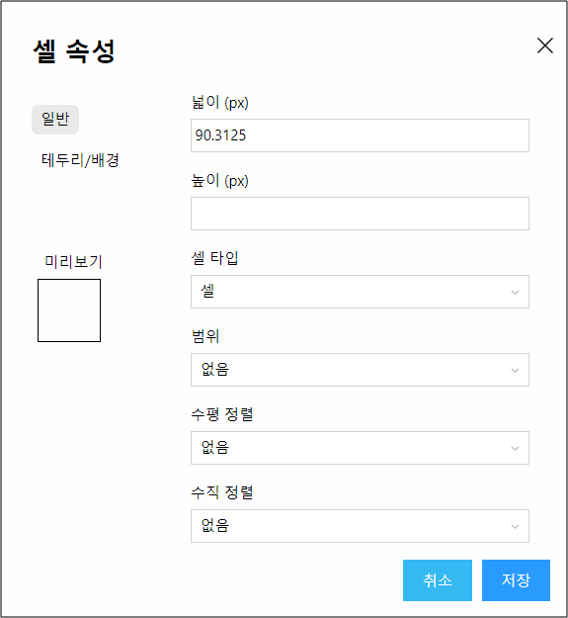 셀 속성
일반
테두리/배경
미리보기
넓이 (px)
90.3125
높이 (px)
셀 타입
셀
범위
없음
수평 정렬
없음
수직 정렬
없음
취소
저장